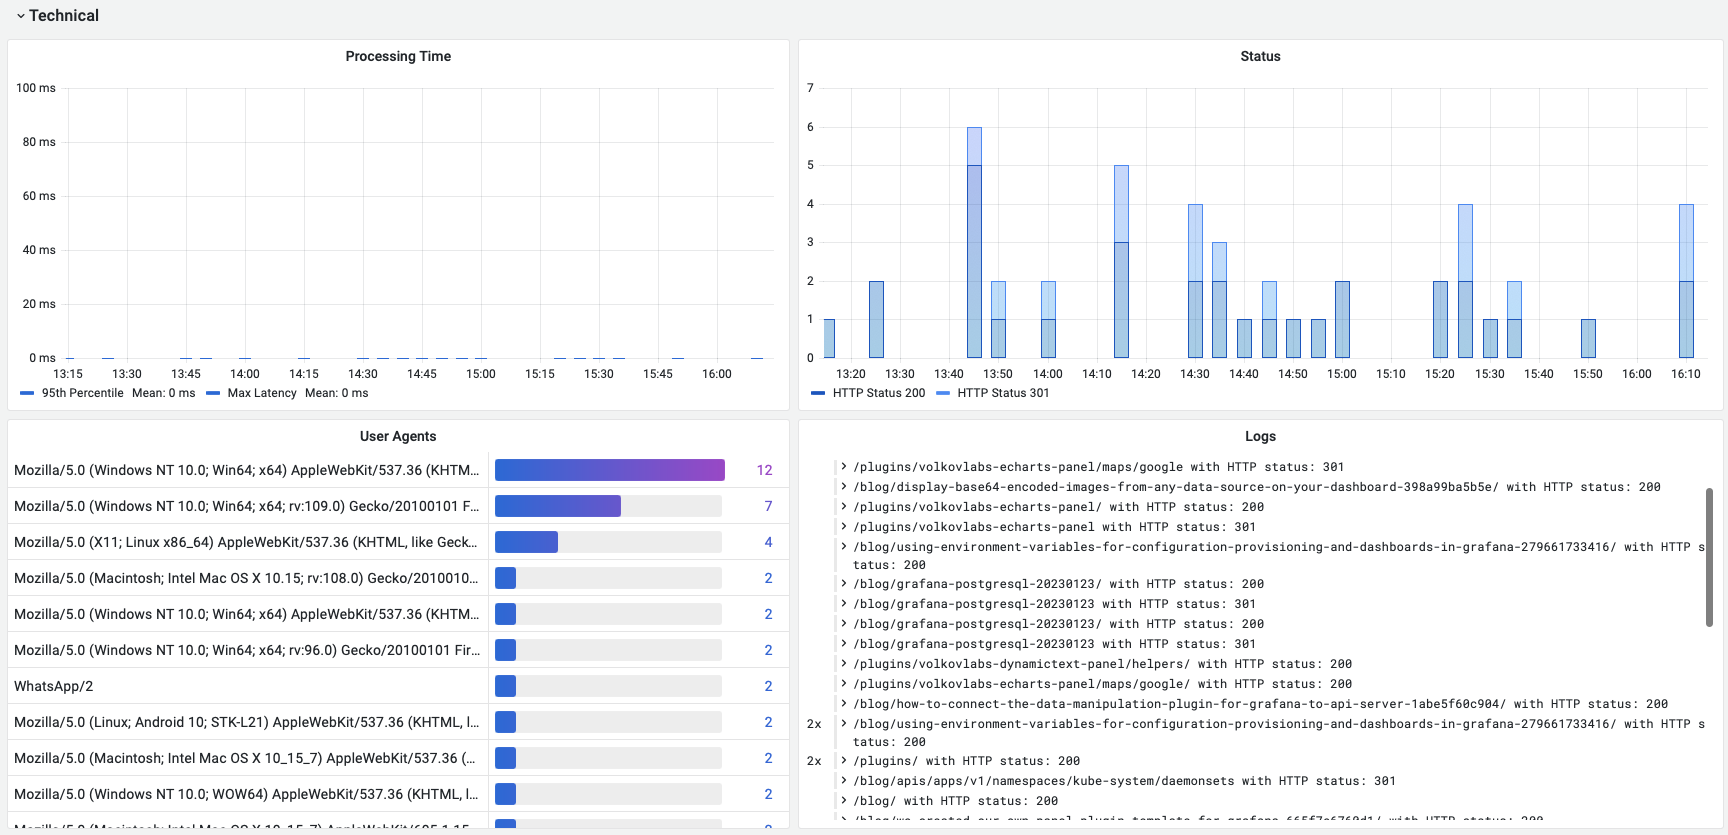 Technical
Processing Time
100 ms
80 ms
60 ms
40 ms
20 ms
0 ms
13:15 13:30 13:45 14:00 14:15 14:30 14:45 15:00 15:15 15:30 15:45 16:00
95th Percentile Mean: 0 ms Max Latency Mean: 0 ms
Status
7
6
5
4
3
2
1
0
13:20 13:30 13:40 13:50 14:00 14:10 14:20 14:30 14:40 14:50 15:00 15:10 15:20 15:30 15:40 15:50 16:00 16:10
HTTP Status 200 HTTP Status 301
User Agents
Mozilla/5.0 (Windows NT 10.0; Win64; x64) AppleWebKit/537.36 (KHTM... 12
Mozilla/5.0 (Windows NT 10.0; Win64; x64; rv:109.0) Gecko/20100101 F... 7
Mozilla/5.0 (X11; Linux x86_64) AppleWebKit/537.36 (KHTML, like Geck... 4
Mozilla/5.0 (Macintosh; Intel Mac OS X 10.15; rv:108.0) Gecko/2010010... 2
Mozilla/5.0 (Windows NT 10.0; Win64; x64) AppleWebKit/537.36 (KHTM... 2
Mozilla/5.0 (Windows NT 10.0; Win64; x64; rv:96.0) Gecko/20100101 Fir... 2
WhatsApp/2 2
Mozilla/5.0 (Linux; Android 10; STK-L21) AppleWebKit/537.36 (KHTML, l... 2
Mozilla/5.0 (Macintosh; Intel Mac OS X 10_15_7) AppleWebKit/537.36 (... 2
Mozilla/5.0 (Windows NT 10.0; WOW64) AppleWebKit/537.36 (KHTML, l... 2
Logs
/plugins/volkovlabs-echarts-panel/maps/google with HTTP status: 301
/blog/display-base64-encoded-images-from-any-data-source-on-your-dashboard-398a99ba5b5e/ with HTTP status: 200
/plugins/volkovlabs-echarts-panel/ with HTTP status: 200
/plugins/volkovlabs-echarts-panel with HTTP status: 301
/blog/using-environment-variables-for-configuration-provisioning-and-dashboards-in-grafana-279661733416/ with HTTP s
tatus: 200
/blog/grafana-postgresql-20230123/ with HTTP status: 200
/blog/grafana-postgresql-20230123 with HTTP status: 301
/blog/grafana-postgresql-20230123/ with HTTP status: 200
/blog/grafana-postgresql-20230123 with HTTP status: 301
/plugins/volkovlabs-dynamictext-panel/helpers/ with HTTP status: 200
/plugins/volkovlabs-echarts-panel/maps/google/ with HTTP status: 200
/blog/how-to-connect-the-data-manipulation-plugin-for-grafana-to-api-server-1abe5f60c904/ with HTTP status: 200
2x /blog/using-environment-variables-for-configuration-provisioning-and-dashboards-in-grafana-279661733416/ with HTTP s
tatus: 200
2x /plugins/ with HTTP status: 200
/blog/apis/apps/v1/namespaces/kube-system/daemonsets with HTTP status: 301
/blog/ with HTTP status: 200